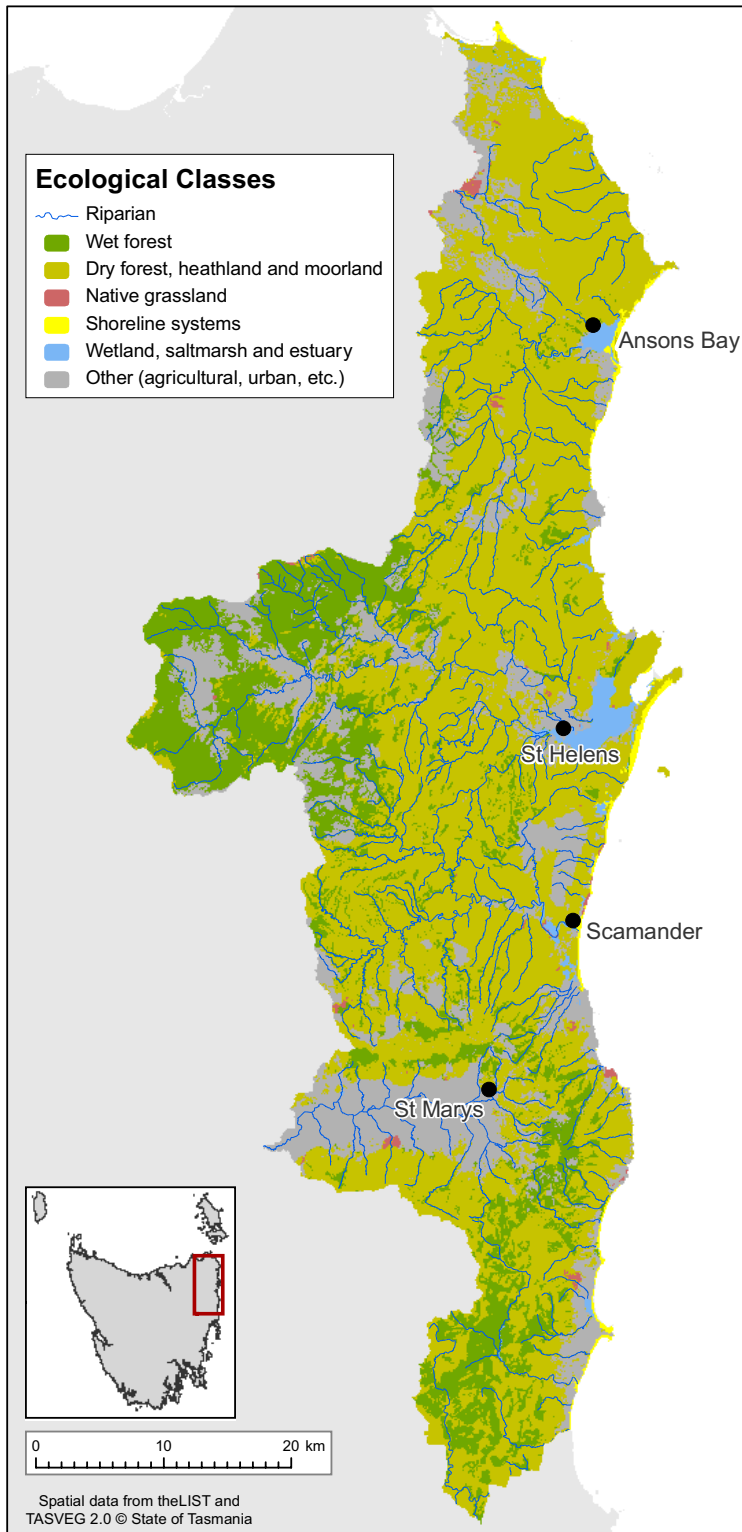 Ecological Classes
Riparian
Wet forest
Dry forest, heathland and moorland
Native grassland
Shoreline systems
Wetland, saltmarsh and estuary
Other (agricultural, urban, etc.)
Ansons Bay
St Helens
Scamander
St Marys
0 10 20 km
Spatial data from theLIST and
TASVEG 2.0 © State of Tasmania